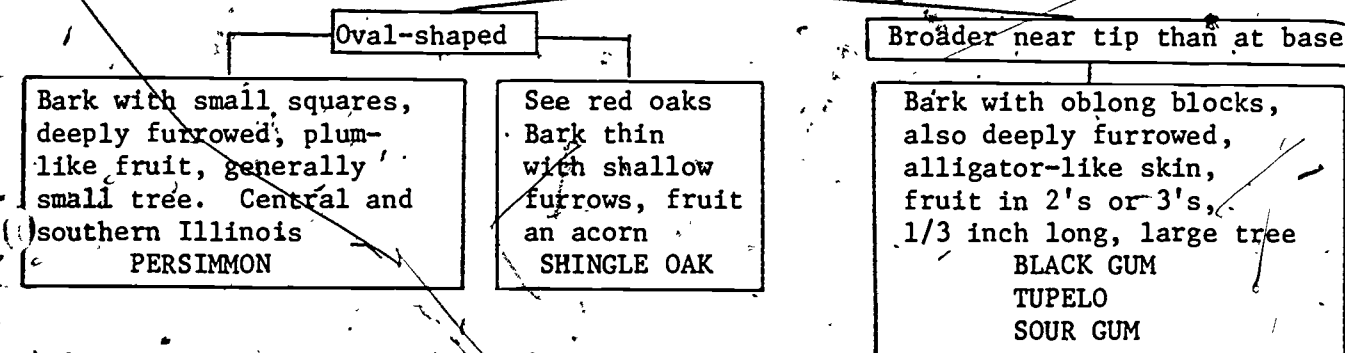 Oval-shaped
Broader near tip than at base
Bark with small squares,
deeply furrowed, plum-
like fruit, generally
small tree. Central and
southern Illinois
PERSIMMON
See red oaks
Bark thin
with shallow
furrows, fruit
an acorn
SHINGLE OAK
Bark with oblong blocks,
also deeply furrowed,
alligator-like skin,
fruit in 2's or 3's,
1/3 inch long, large tree
BLACK GUM
TUPELO
SOUR GUM